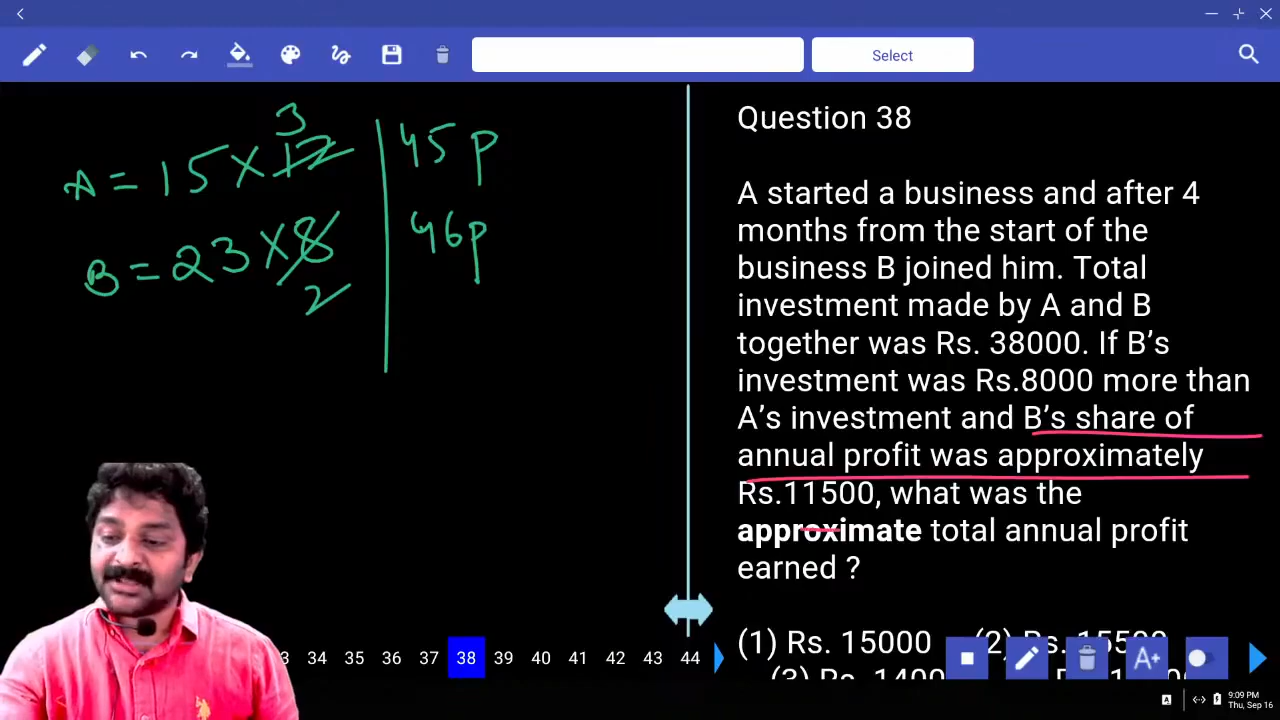 Select
A = 15 × 12 3 | 45 p
B = 23 × 8 2 | 46 p
Question 38
A started a business and after 4
months from the start of the
business B joined him. Total
investment made by A and B
together was Rs. 38000. If B’s
investment was Rs.8000 more than
A’s investment and B’s share of
annual profit was approximately
Rs.11500, what was the
approximate total annual profit
earned ?
(1) Rs. 15000 (2) Rs. 15500
34 35 36 37 38 39 40 41 42 43 44
A+
9:09 PM
Thu, Sep 16